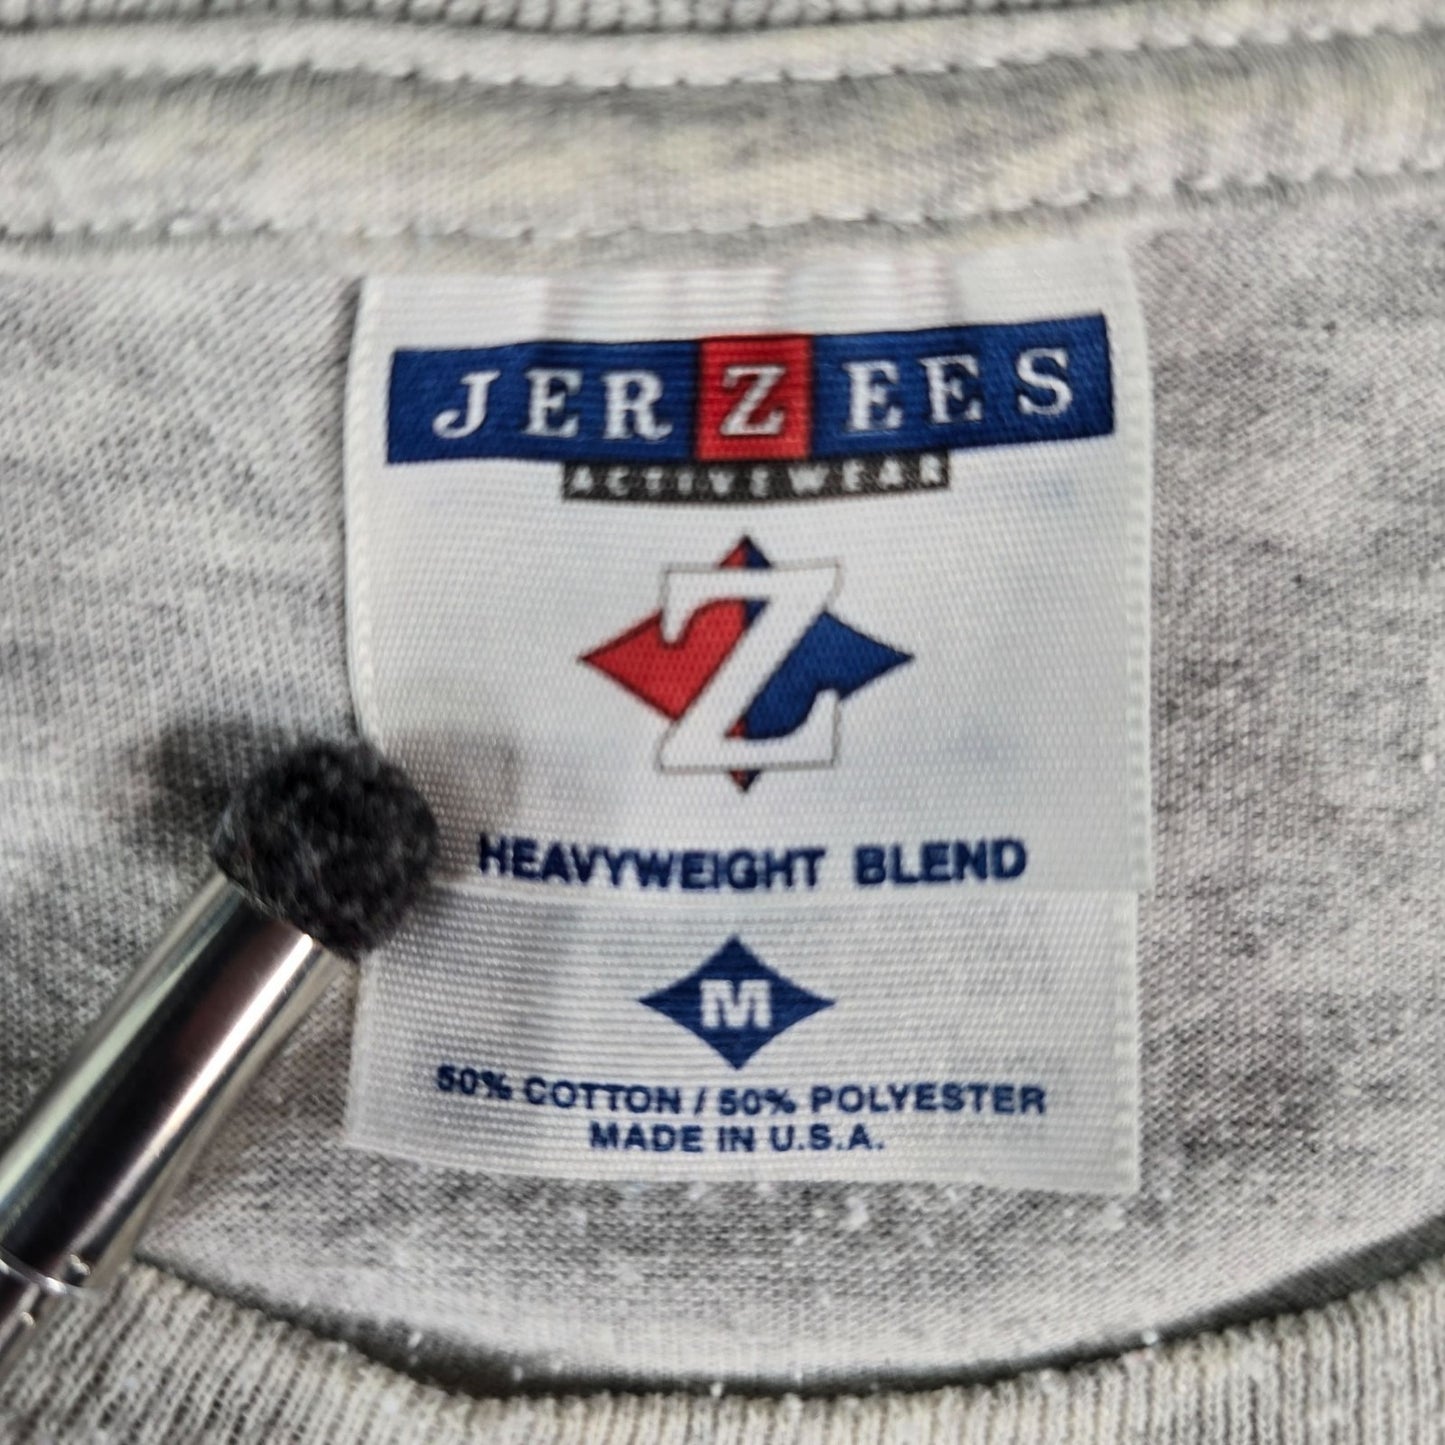 JERZEES
ACTIVEWEAR
Z
HEAVYWEIGHT BLEND
M
50% COTTON / 50% POLYESTER
MADE IN U.S.A.